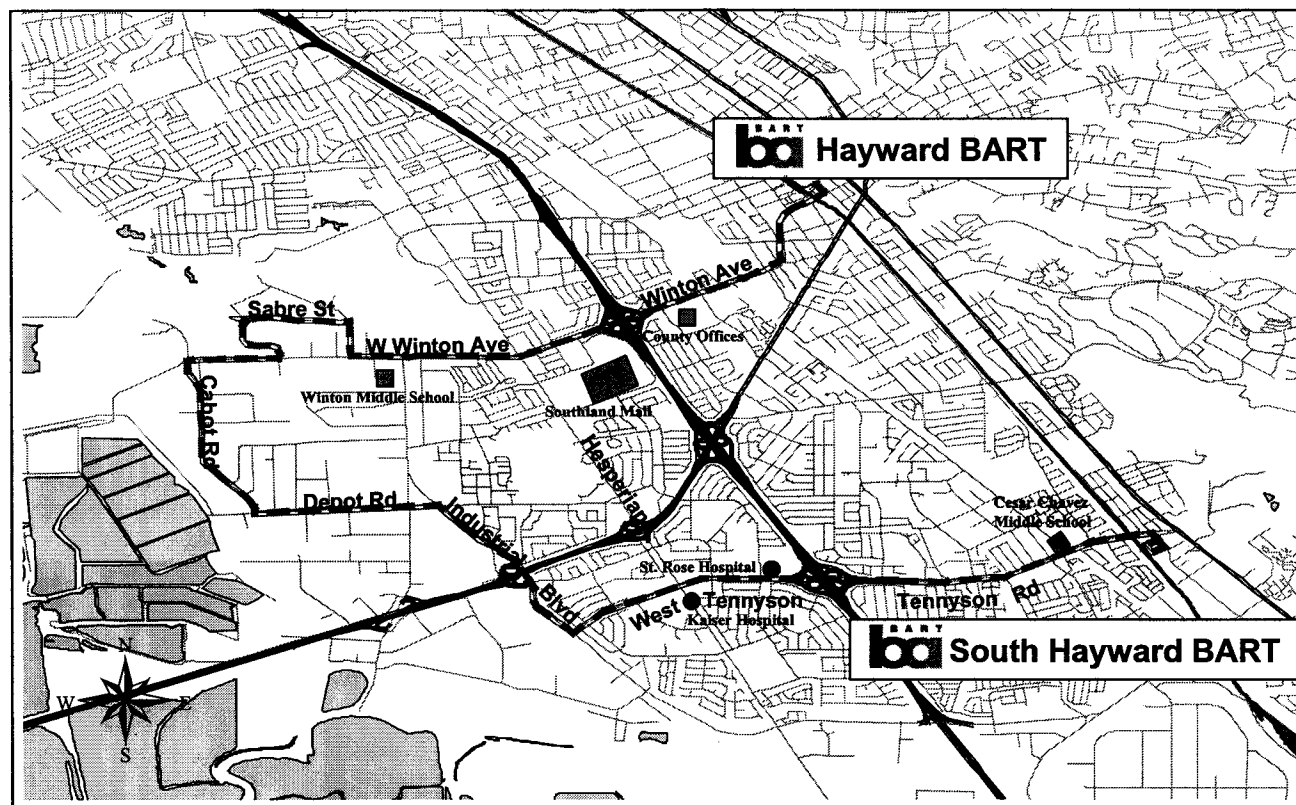 BART
ba Hayward BART
Winton Ave
Sabre St
County Offices
W Winton Ave
Winton Middle School
Southland Mall
Cabot Rd
Hesperian
Depot Rd
Industrial Blvd
Cesar Chavez
Middle School
St. Rose Hospital
West Tennyson
Kaiser Hospital
Tennyson Rd
BART
ba South Hayward BART
N
W E
S